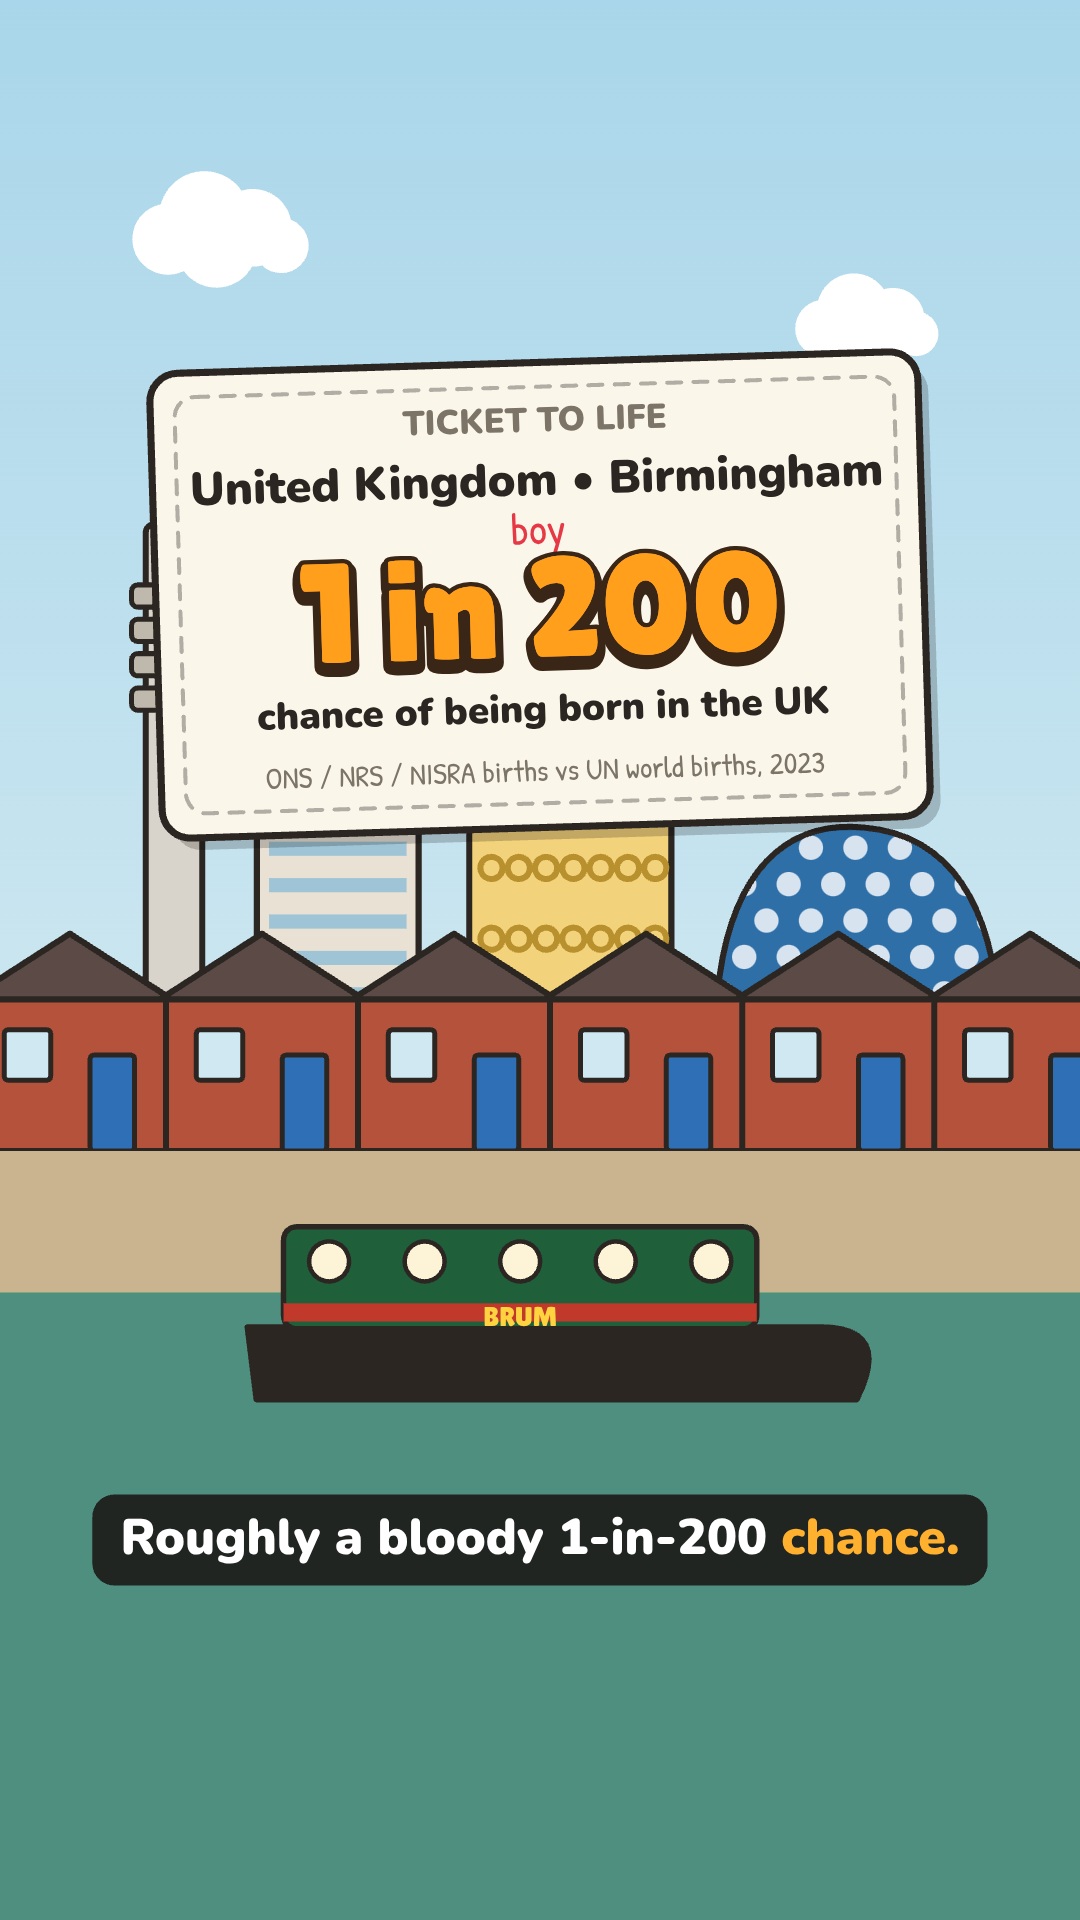 TICKET TO LIFE
United Kingdom • Birmingham
boy
1 in 200
chance of being born in the UK
ONS / NRS / NISRA births vs UN world births, 2023
BRUM
Roughly a bloody 1-in-200 chance.